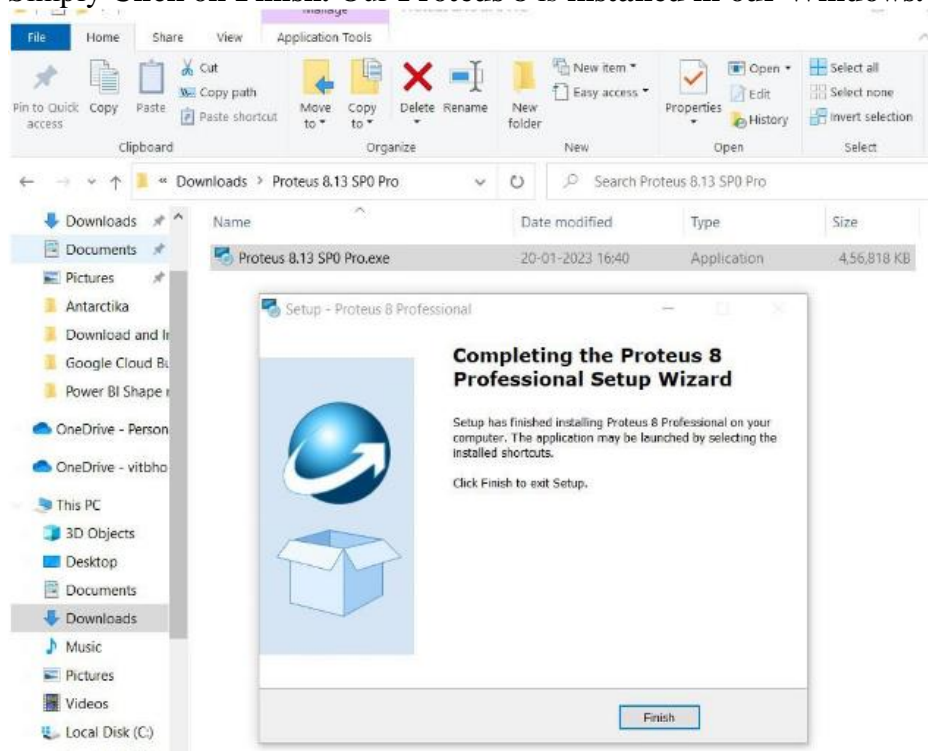 Simply Click on Finish. Our Proteus 8 is installed in our Windows.
Manage
File Home Share View Application Tools
Pin to Quick access
Copy
Paste
Cut
Copy path
Paste shortcut
Clipboard
Move to
Copy to
Delete
Rename
Organize
New folder
New item
Easy access
New
Properties
Open
Edit
History
Open
Select all
Select none
Invert selection
Select
« Downloads > Proteus 8.13 SP0 Pro
Search Proteus 8.13 SP0 Pro
Name Date modified Type Size
Proteus 8.13 SP0 Pro.exe 20-01-2023 16:40 Application 4,56,818 KB
Downloads
Documents
Pictures
Antarctika
Download and In
Google Cloud Bu
Power BI Shape r
OneDrive - Person
OneDrive - vitbho
This PC
3D Objects
Desktop
Documents
Downloads
Music
Pictures
Videos
Local Disk (C:)
Setup - Proteus 8 Professional
Completing the Proteus 8
Professional Setup Wizard
Setup has finished installing Proteus 8 Professional on your
computer. The application may be launched by selecting the
installed shortcuts.
Click Finish to exit Setup.
Finish